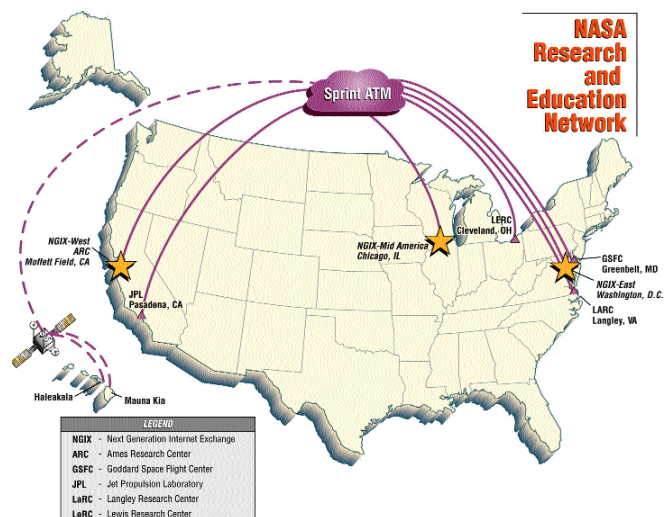 NASA
Research
and
Education
Network
Sprint ATM
LERC
Cleveland, OH
NGIX-West
ARC
Moffett Field, CA
NGIX-Mid America
Chicago, IL
GSFC
Greenbelt, MD
NGIX-East
Washington, D.C.
JPL
Pasadena, CA
LARC
Langley, VA
Haleakala
Mauna Kia
LEGEND
NGIX - Next Generation Internet Exchange
ARC - Ames Research Center
GSFC - Goddard Space Flight Center
JPL - Jet Propulsion Laboratory
LaRC - Langley Research Center
LeRC - Lewis Research Center